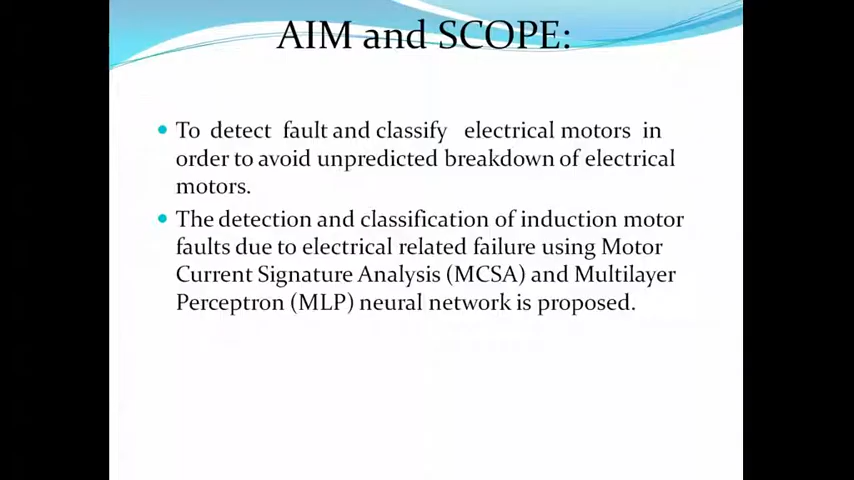 AIM and SCOPE:
• To detect fault and classify electrical motors in
order to avoid unpredicted breakdown of electrical
motors.
• The detection and classification of induction motor
faults due to electrical related failure using Motor
Current Signature Analysis (MCSA) and Multilayer
Perceptron (MLP) neural network is proposed.